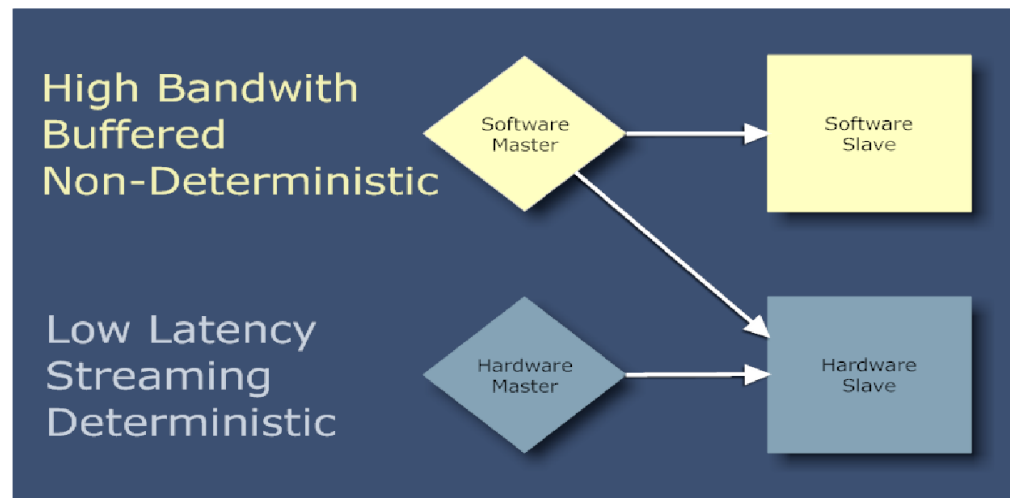 High Bandwith
Buffered
Non-Deterministic
Software
Master
Software
Slave
Low Latency
Streaming
Deterministic
Hardware
Master
Hardware
Slave